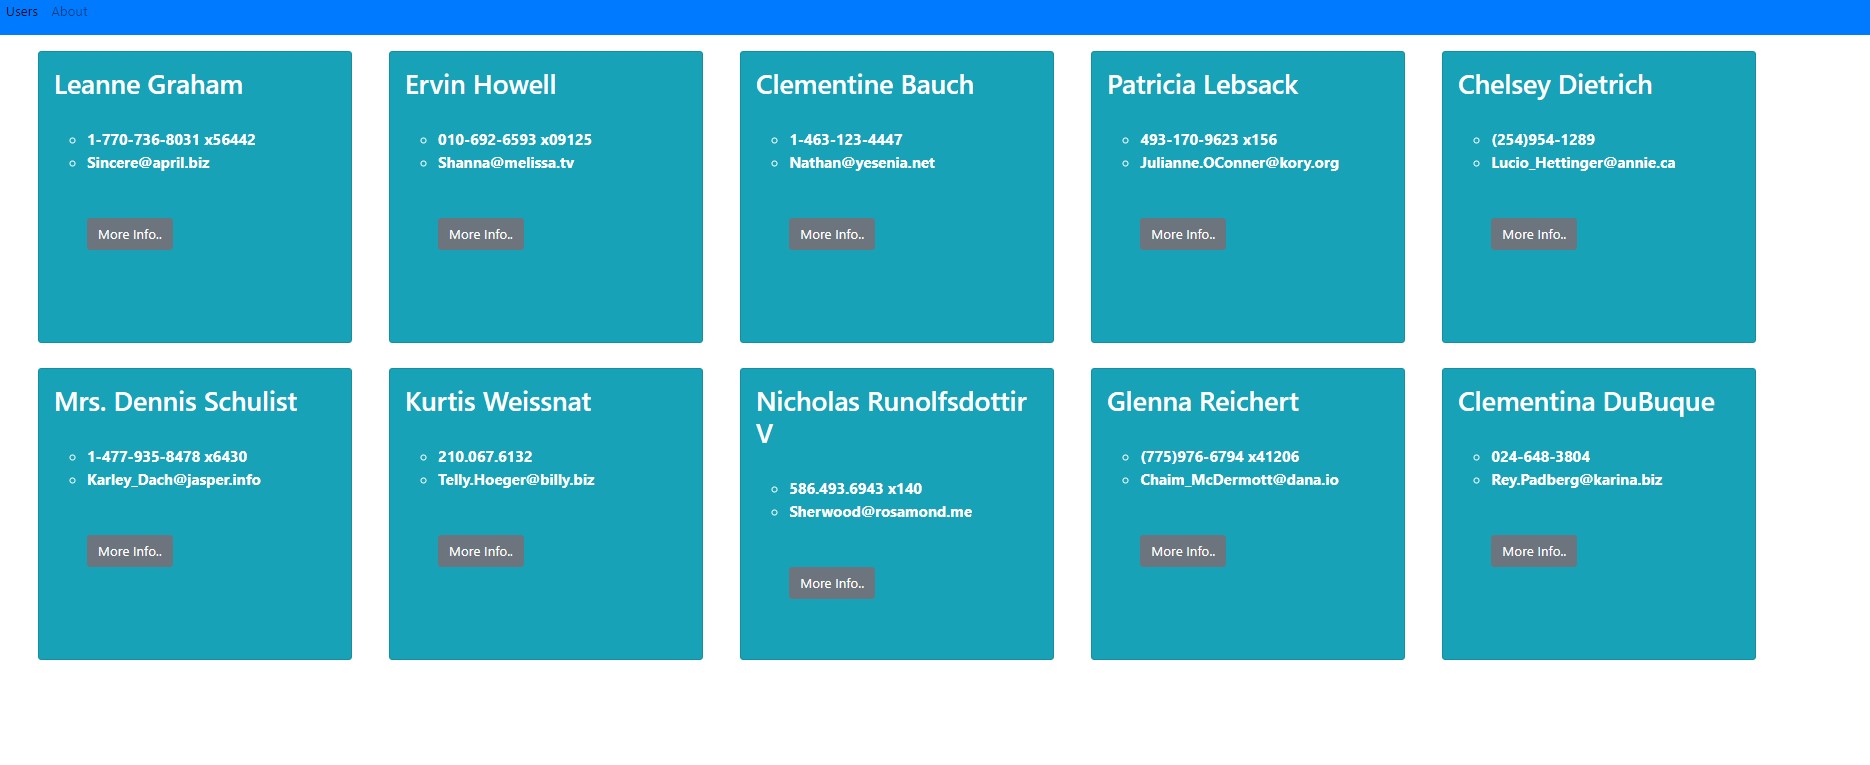 Users About
Leanne Graham
1-770-736-8031 x56442
Sincere@april.biz
More Info..
Ervin Howell
010-692-6593 x09125
Shanna@melissa.tv
More Info..
Clementine Bauch
1-463-123-4447
Nathan@yesenia.net
More Info..
Patricia Lebsack
493-170-9623 x156
Julianne.OConner@kory.org
More Info..
Chelsey Dietrich
(254)954-1289
Lucio_Hettinger@annie.ca
More Info..
Mrs. Dennis Schulist
1-477-935-8478 x6430
Karley_Dach@jasper.info
More Info..
Kurtis Weissnat
210.067.6132
Telly.Hoeger@billy.biz
More Info..
Nicholas Runolfsdottir
V
586.493.6943 x140
Sherwood@rosamond.me
More Info..
Glenna Reichert
(775)976-6794 x41206
Chaim_McDermott@dana.io
More Info..
Clementina DuBuque
024-648-3804
Rey.Padberg@karina.biz
More Info..